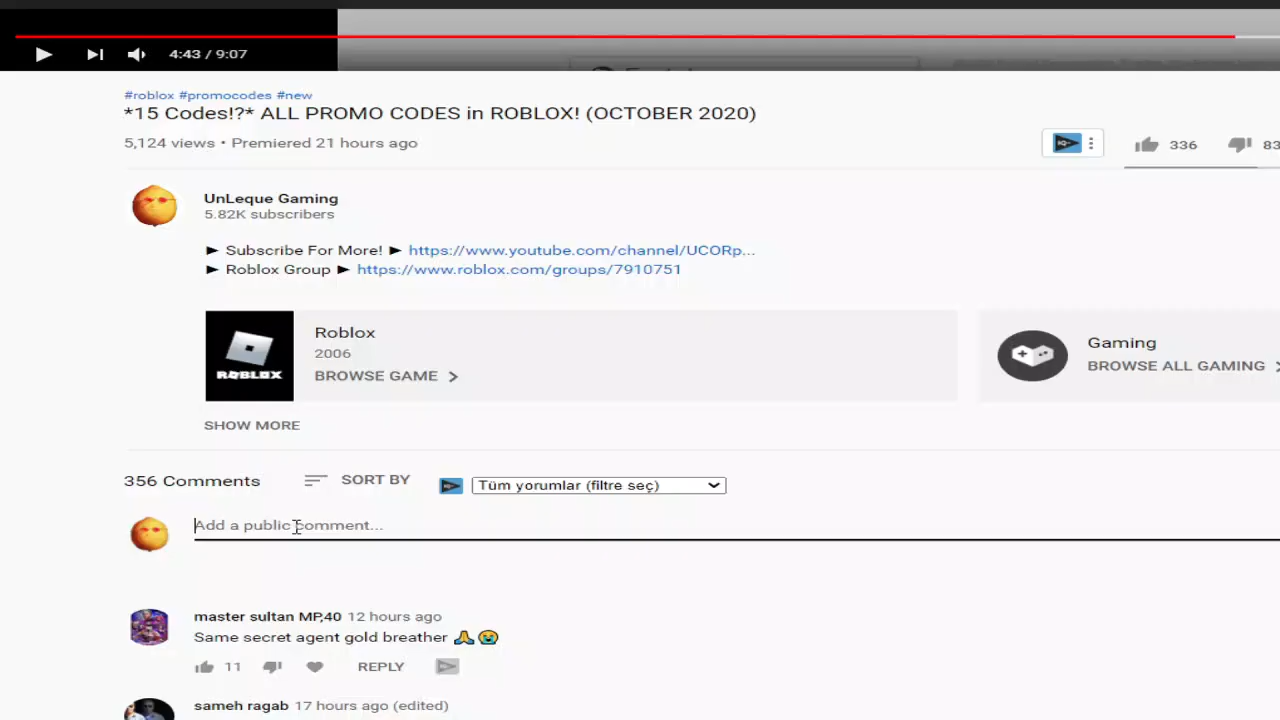 4:43 / 9:07
#roblox #promocodes #new
*15 Codes!?* ALL PROMO CODES in ROBLOX! (OCTOBER 2020)
5,124 views • Premiered 21 hours ago
336
83
UnLeque Gaming
5.82K subscribers
► Subscribe For More! ► https://www.youtube.com/channel/UCORp...
► Roblox Group ► https://www.roblox.com/groups/7910751
ROBLOX
Roblox
2006
BROWSE GAME
Gaming
BROWSE ALL GAMING
SHOW MORE
356 Comments
SORT BY
Tüm yorumlar (filtre seç)
Add a public comment...
master sultan MP,40 12 hours ago
Same secret agent gold breather 🙏 😭
11
REPLY
sameh ragab 17 hours ago (edited)